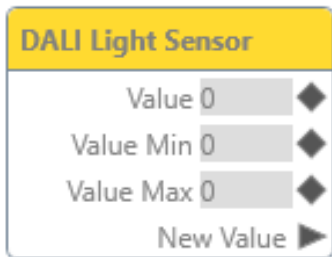 DALI Light Sensor
Value 0
Value Min 0
Value Max 0
New Value